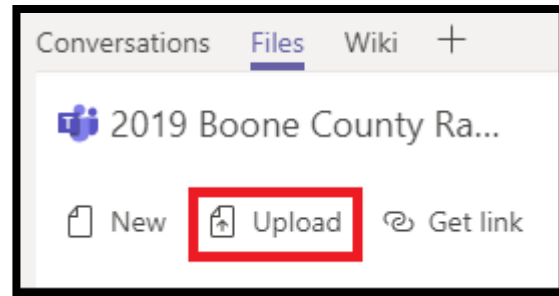 Conversations Files Wiki +
2019 Boone County Ra...
New Upload Get link